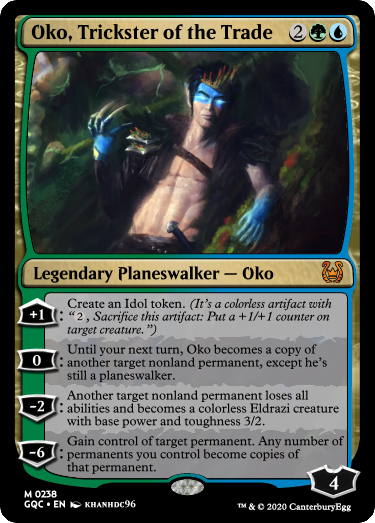 Oko, Trickster of the Trade 2
Legendary Planeswalker — Oko
+1: Create an Idol token. (It's a colorless artifact with
"2, Sacrifice this artifact: Put a +1/+1 counter on
target creature.")
0: Until your next turn, Oko becomes a copy of
another target nonland permanent, except he's
still a planeswalker.
-2: Another target nonland permanent loses all
abilities and becomes a colorless Eldrazi creature
with base power and toughness 3/2.
-6: Gain control of target permanent. Any number of
permanents you control become copies of
that permanent.
4
M 0238
GQC • EN KHANHDC96
™ & © 2020 CanterburyEgg